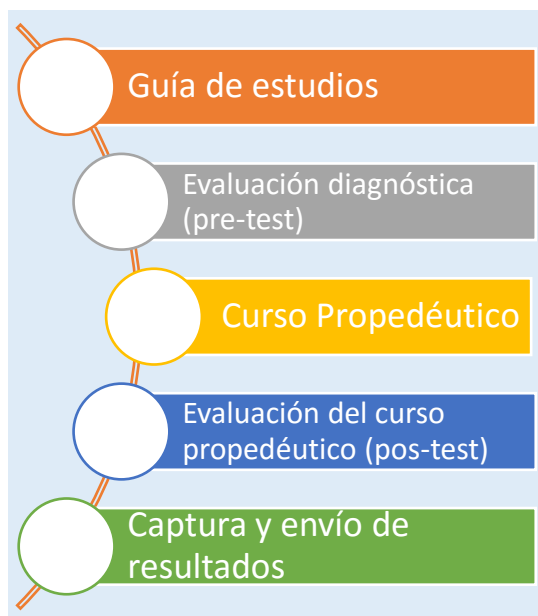 Guía de estudios
Evaluación diagnóstica
(pre-test)
Curso Propedéutico
Evaluación del curso
propedéutico (pos-test)
Captura y envío de
resultados